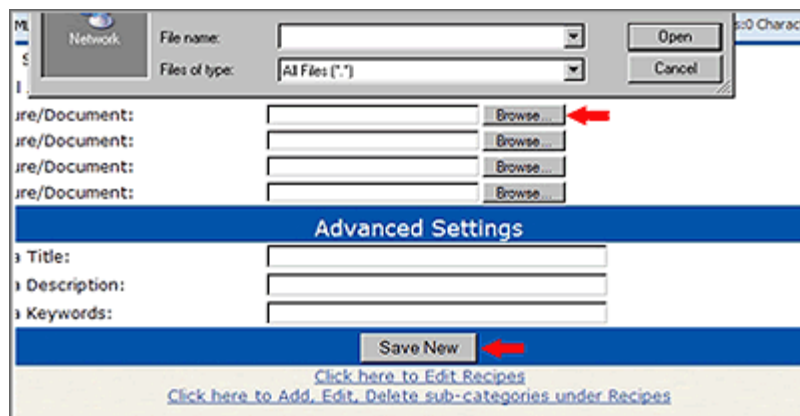 Network File name: Open s:0 Charac
Files of type: All Files (*.*) Cancel
ure/Document: Browse...
ure/Document: Browse...
ure/Document: Browse...
ure/Document: Browse...
Advanced Settings
a Title:
a Description:
a Keywords:
Save New
Click here to Edit Recipes
Click here to Add, Edit, Delete sub-categories under Recipes